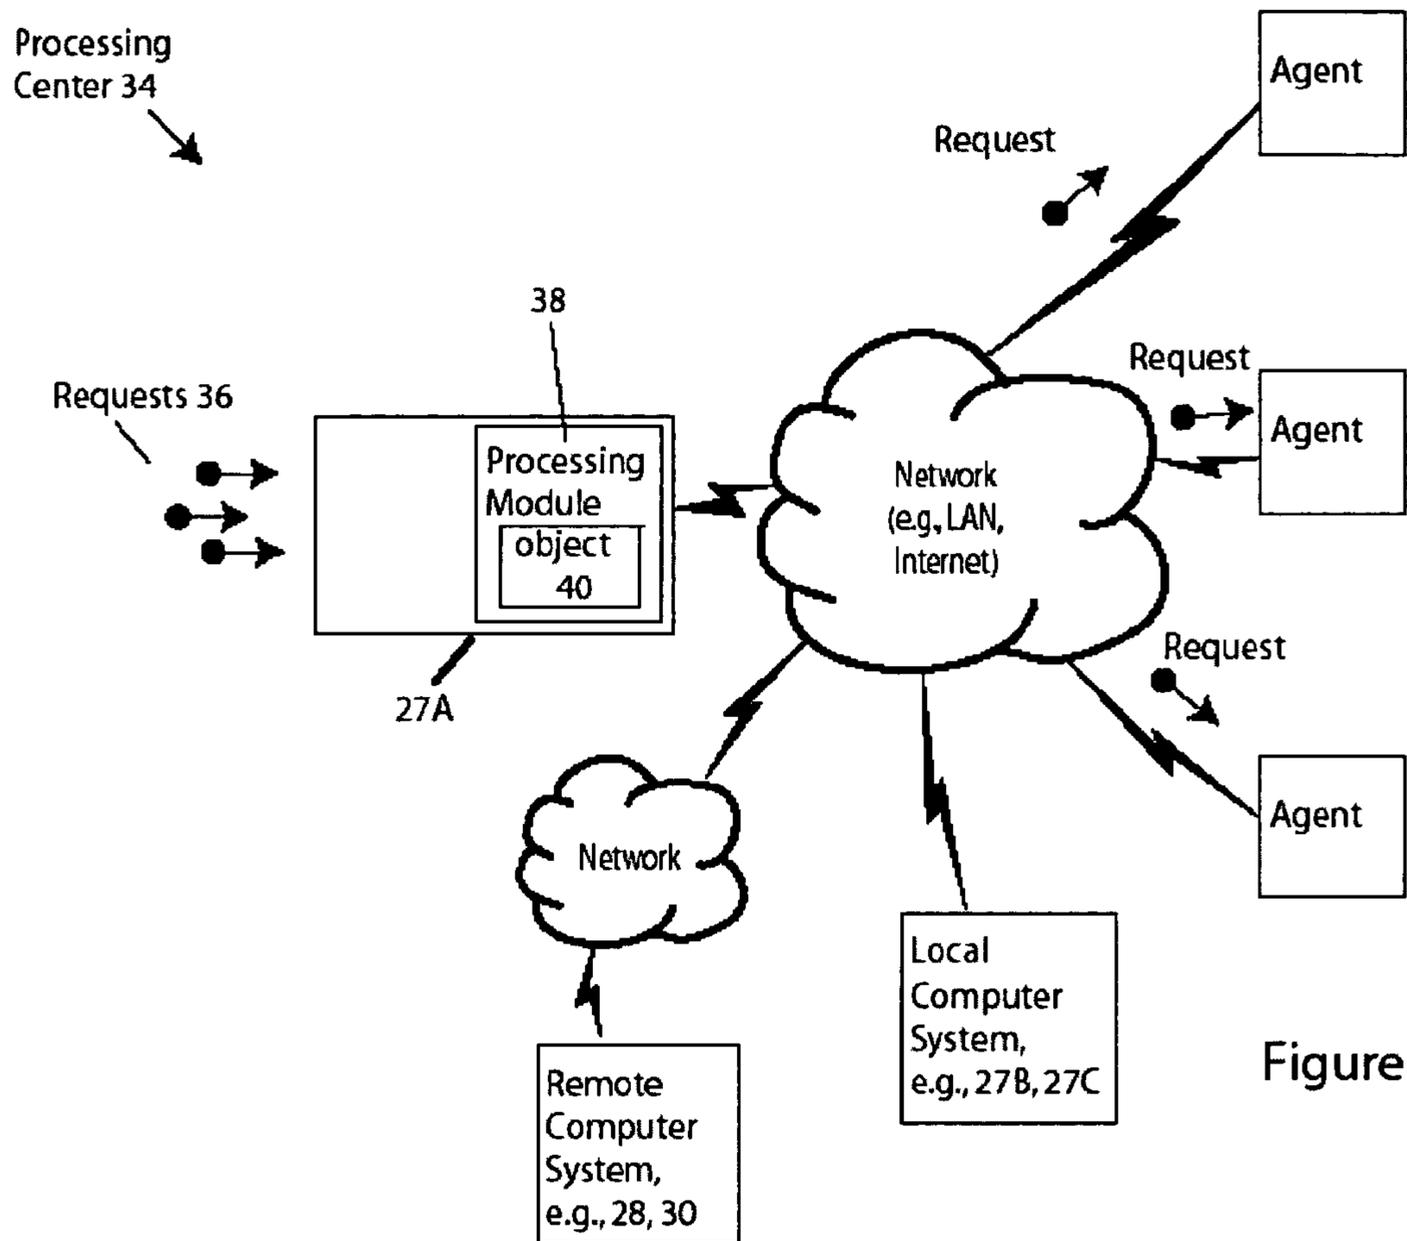 Processing
Center 34
Agent
Request
38
Request
Requests 36
Agent
Processing
Module
object
40
Network
(e.g., LAN,
Internet)
Request
27A
Agent
Network
Local
Computer
System,
e.g., 27B, 27C
Figure
Remote
Computer
System,
e.g., 28, 30